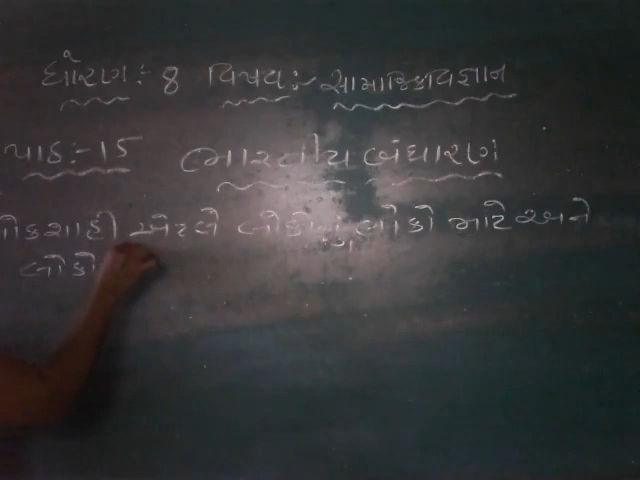 ધોરણ :- 8 વિષય :- સામાજિકવિજ્ઞાન
પાઠ :- 15 ભારતીય બંધારણ
લોકશાહી એટલે લોકોનું લોકો માટે અને
લોકો